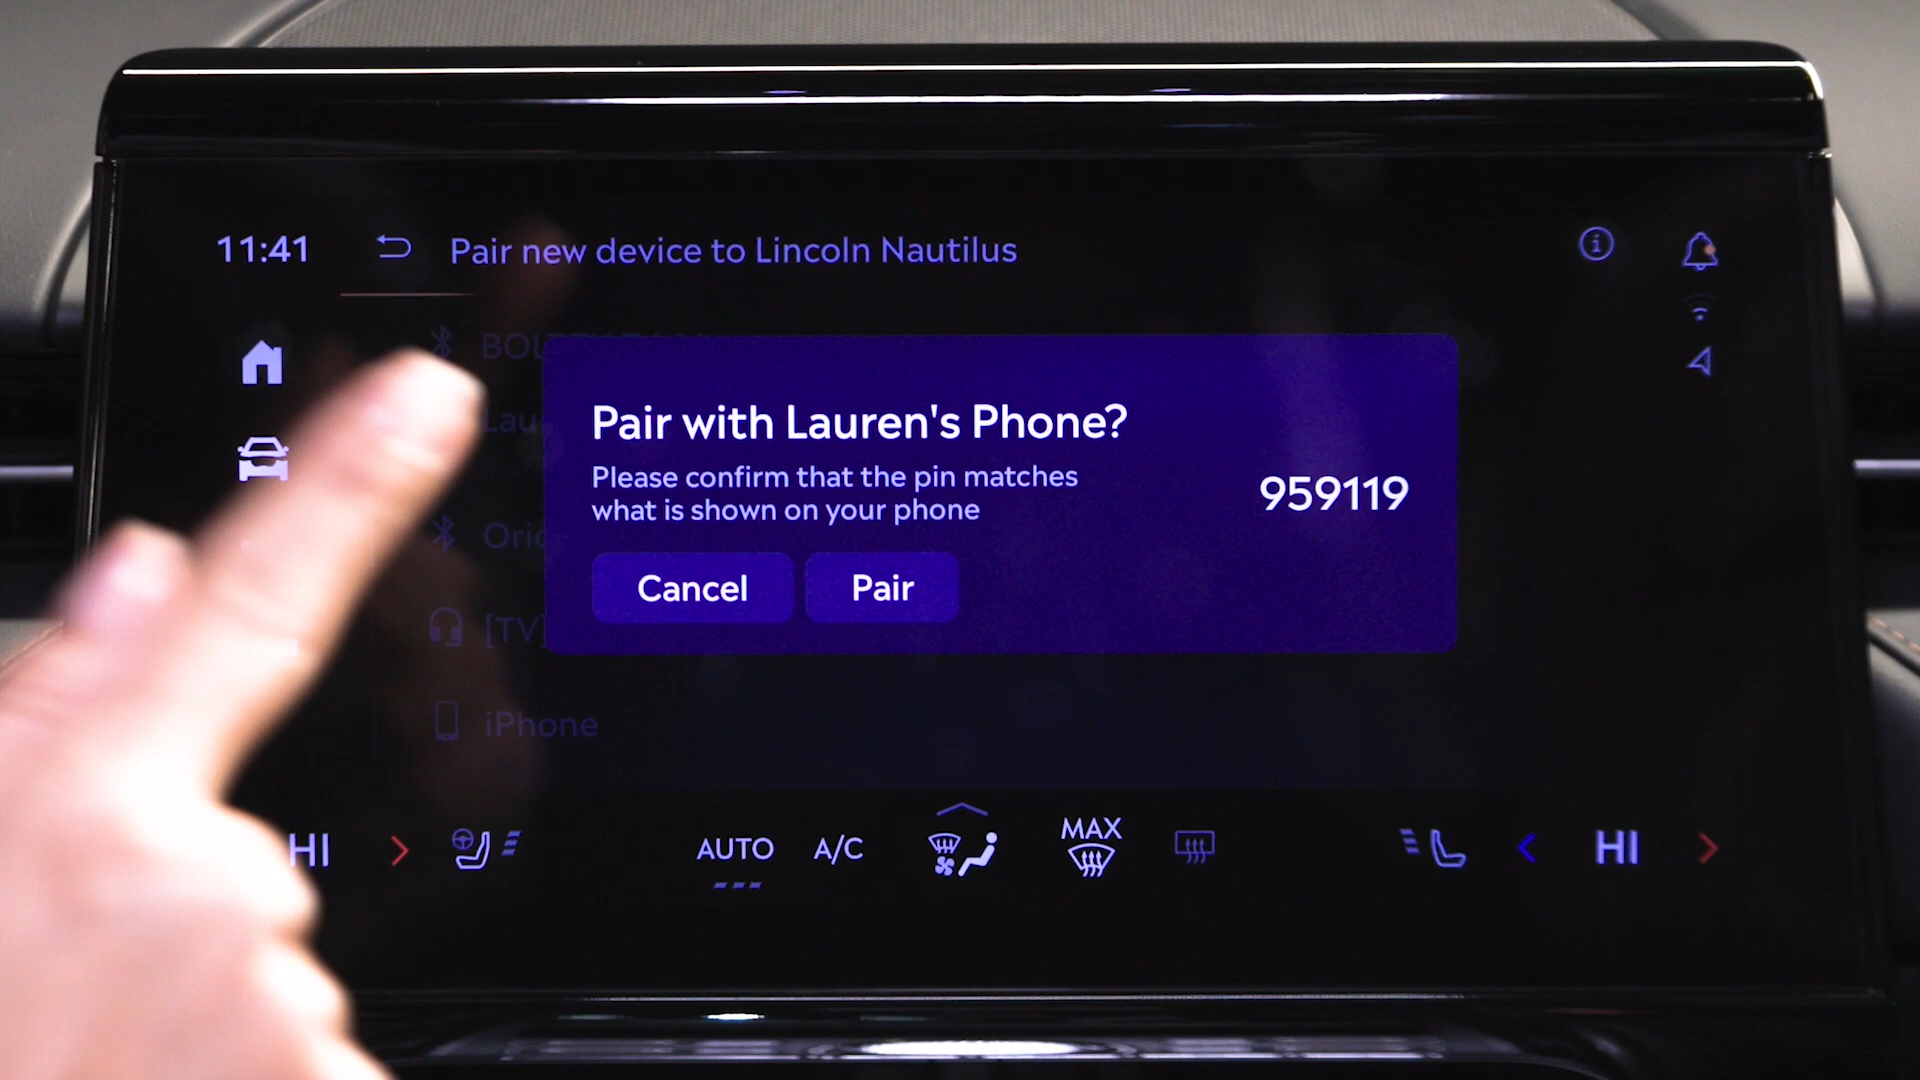 11:41
Pair new device to Lincoln Nautilus
Pair with Lauren's Phone?
Please confirm that the pin matches
what is shown on your phone
959119
Cancel
Pair
[TV]
iPhone
HI
AUTO
A/C
MAX
HI